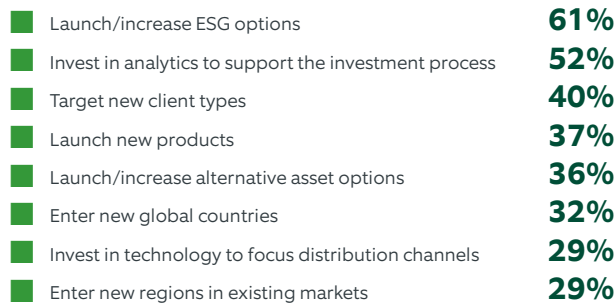 Launch/increase ESG options 61%
Invest in analytics to support the investment process 52%
Target new client types 40%
Launch new products 37%
Launch/increase alternative asset options 36%
Enter new global countries 32%
Invest in technology to focus distribution channels 29%
Enter new regions in existing markets 29%